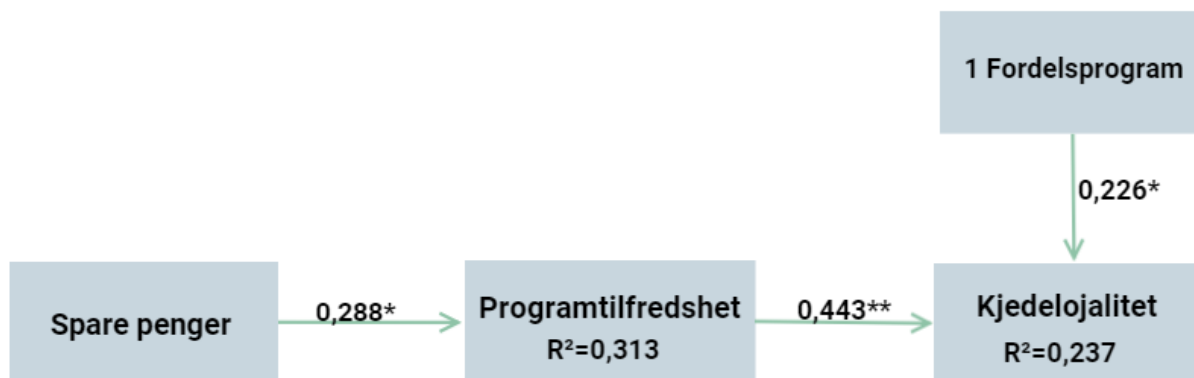 1 Fordelsprogram
0,226*
Spare penger
0,288*
Programtilfredshet
R²=0,313
0,443**
Kjedelojalitet
R²=0,237